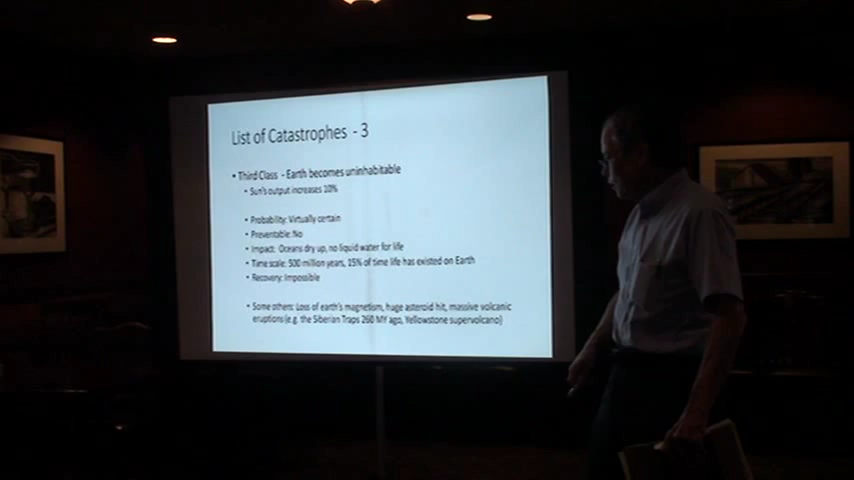 List of Catastrophes - 3
• Third Class - Earth becomes uninhabitable
• Sun's output increases 10%
• Probability: Virtually certain
• Preventable: No
• Impact: Oceans dry up, no liquid water for life
• Time scale: 500 million years, 15% of time life has existed on Earth
• Recovery: Impossible
• Some others: Loss of earth's magnetism, huge asteroid hit, massive volcanic
eruptions (e.g. the Siberian Traps 260 MY ago, Yellowstone supervolcano)